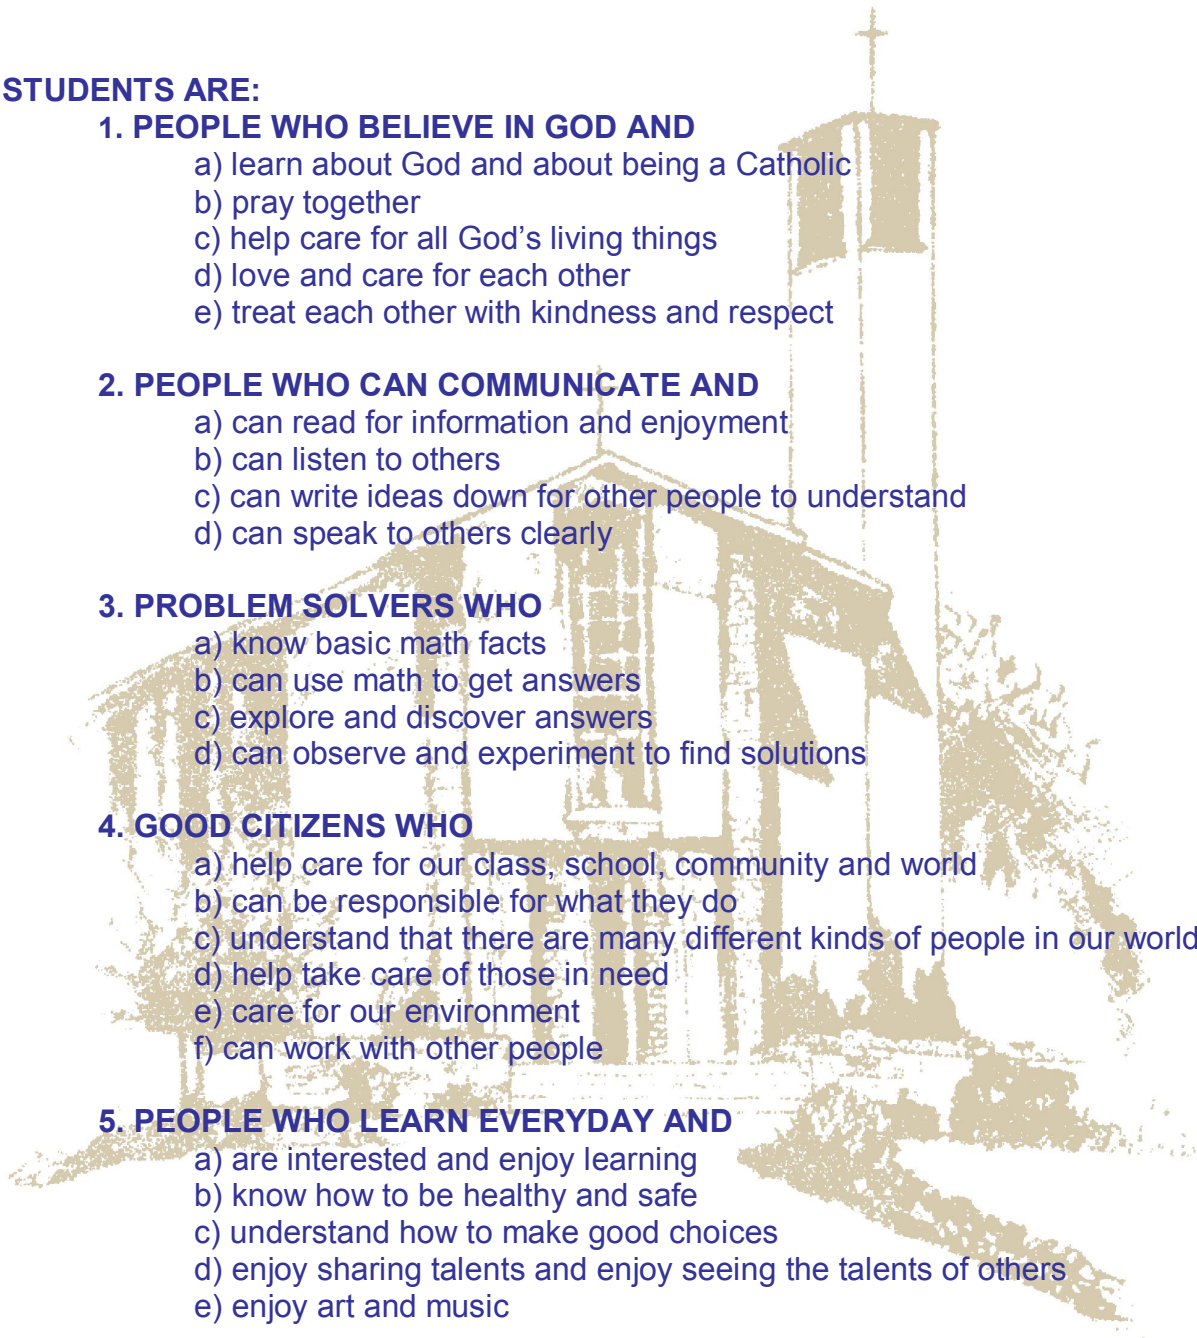 STUDENTS ARE:
1. PEOPLE WHO BELIEVE IN GOD AND
a) learn about God and about being a Catholic
b) pray together
c) help care for all God’s living things
d) love and care for each other
e) treat each other with kindness and respect
2. PEOPLE WHO CAN COMMUNICATE AND
a) can read for information and enjoyment
b) can listen to others
c) can write ideas down for other people to understand
d) can speak to others clearly
3. PROBLEM SOLVERS WHO
a) know basic math facts
b) can use math to get answers
c) explore and discover answers
d) can observe and experiment to find solutions
4. GOOD CITIZENS WHO
a) help care for our class, school, community and world
b) can be responsible for what they do
c) understand that there are many different kinds of people in our world
d) help take care of those in need
e) care for our environment
f) can work with other people
5. PEOPLE WHO LEARN EVERYDAY AND
a) are interested and enjoy learning
b) know how to be healthy and safe
c) understand how to make good choices
d) enjoy sharing talents and enjoy seeing the talents of others
e) enjoy art and music